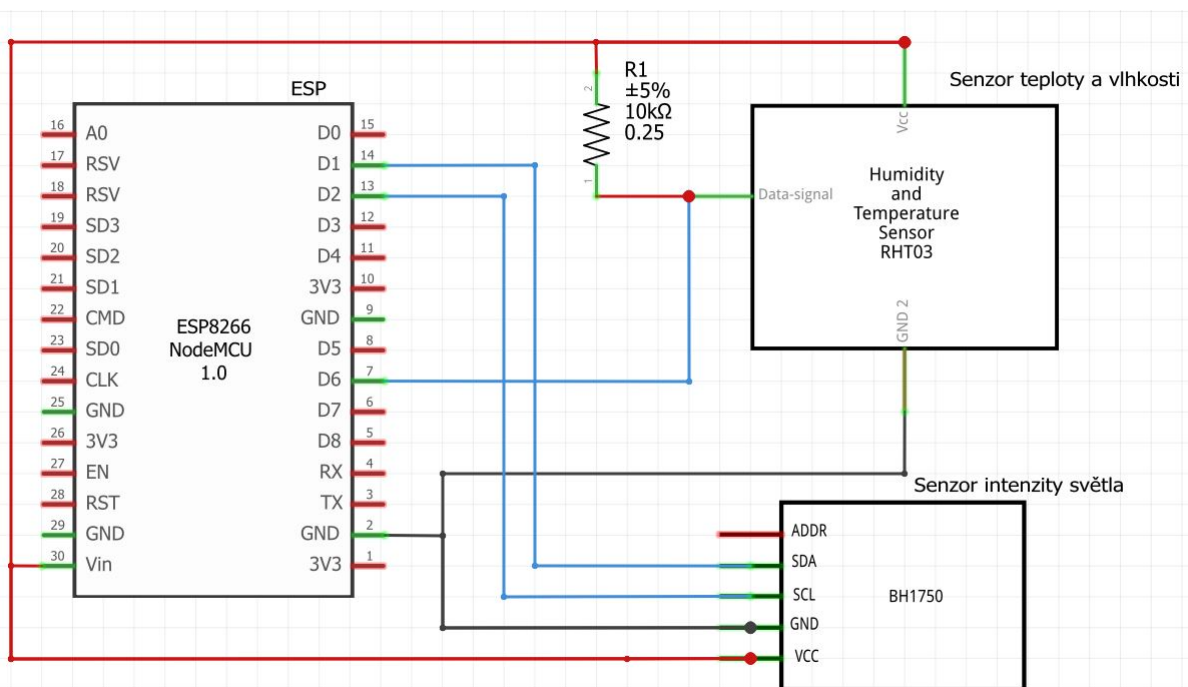 ESP
R1
±5%
10kΩ
0.25
2
1
Senzor teploty a vlhkosti
Vcc
Data-signal
Humidity
and
Temperature
Sensor
RHT03
GND 2
16 A0
17 RSV
18 RSV
19 SD3
20 SD2
21 SD1
22 CMD
23 SD0
24 CLK
25 GND
26 3V3
27 EN
28 RST
29 GND
30 Vin
ESP8266
NodeMCU
1.0
D0 15
D1 14
D2 13
D3 12
D4 11
3V3 10
GND 9
D5 8
D6 7
D7 6
D8 5
RX 4
TX 3
GND 2
3V3 1
Senzor intenzity světla
ADDR
SDA
SCL
GND
VCC
BH1750